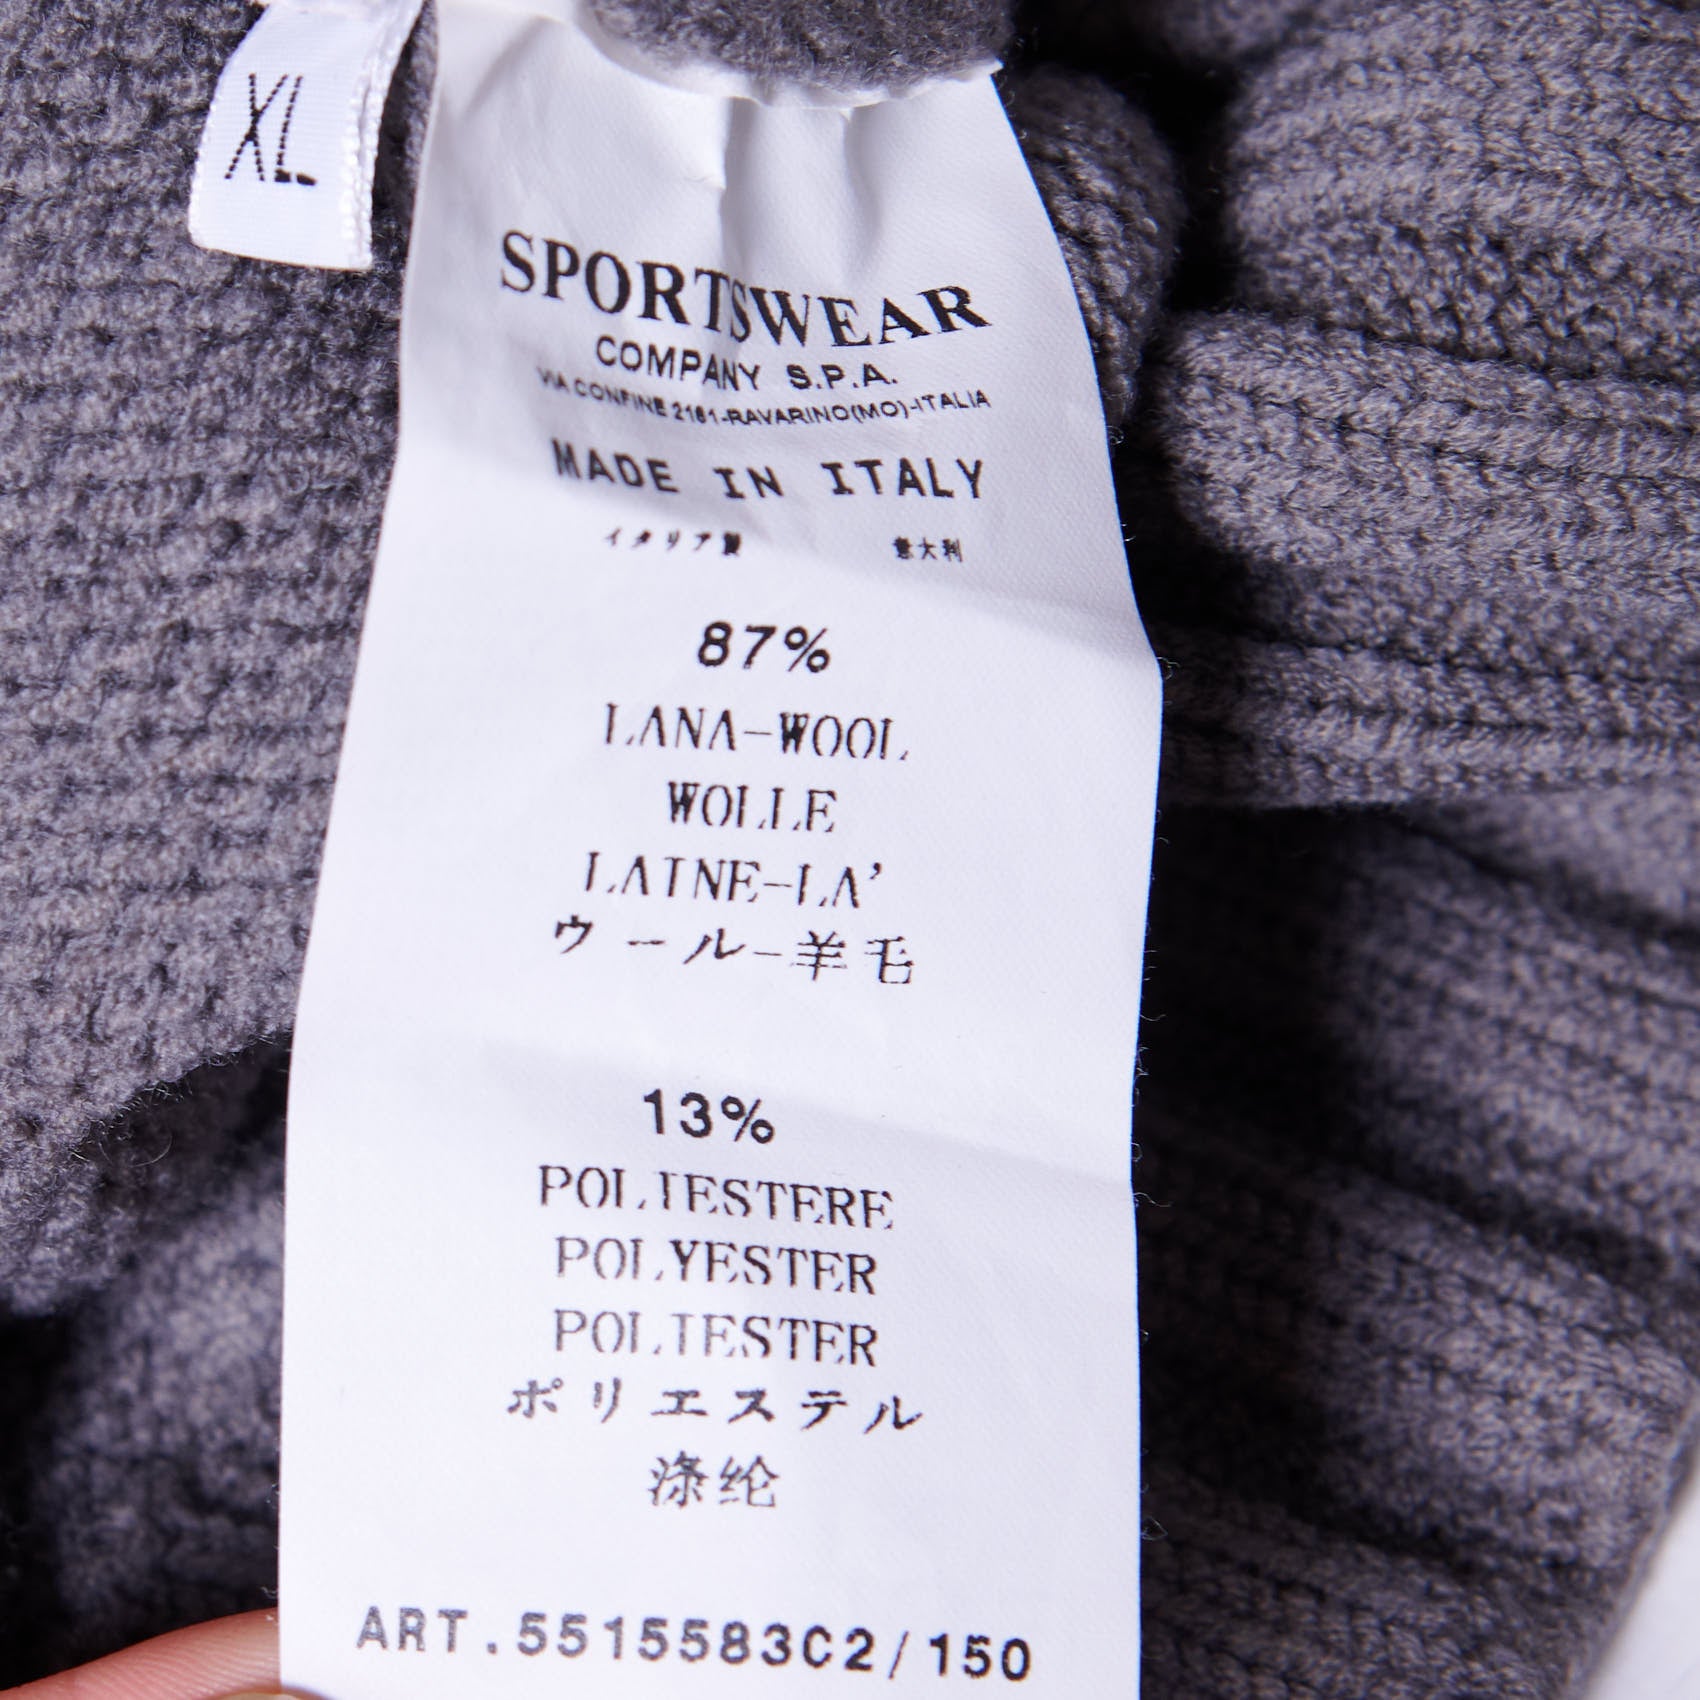 XL
SPORTSWEAR
COMPANY S.P.A.
VIA CONFINE 2161-RAVARINO(MO)-ITALIA
MADE IN ITALY
イタリア製 意大利
87%
LANA-WOOL
WOLLE
LAINE-LA'
ウール-羊毛
13%
POLIESTERE
POLYESTER
POLIESTER
ポリエステル
涤纶
ART.5515583C2/150